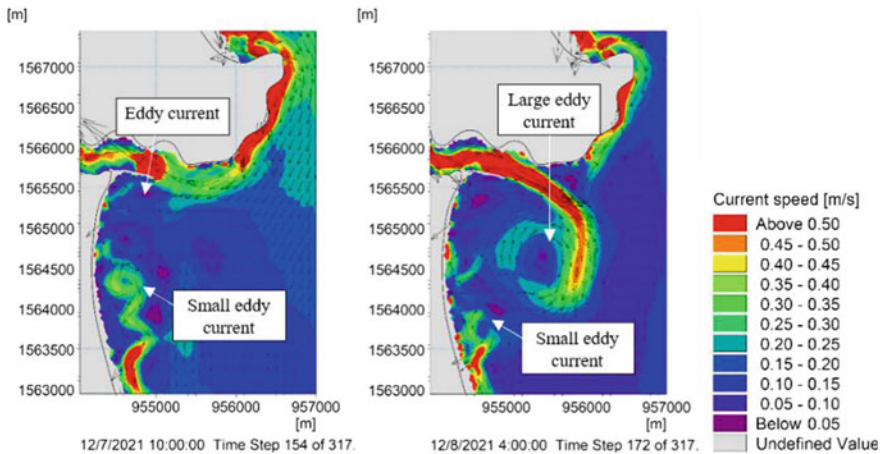 [m]
1567000
1566500
1566000
1565500
1565000
1564500
1564000
1563500
1563000
Eddy current
Small eddy
current
955000
956000
957000
[m]
12/7/2021 10:00:00 Time Step 154 of 317.
[m]
1567000
1566500
1566000
1565500
1565000
1564500
1564000
1563500
1563000
Large eddy
current
Small eddy
current
955000
956000
957000
[m]
12/8/2021 4:00:00 Time Step 172 of 317.
Current speed [m/s]
Above 0.50
0.45 - 0.50
0.40 - 0.45
0.35 - 0.40
0.30 - 0.35
0.25 - 0.30
0.20 - 0.25
0.15 - 0.20
0.10 - 0.15
0.05 - 0.10
Below 0.05
Undefined Value